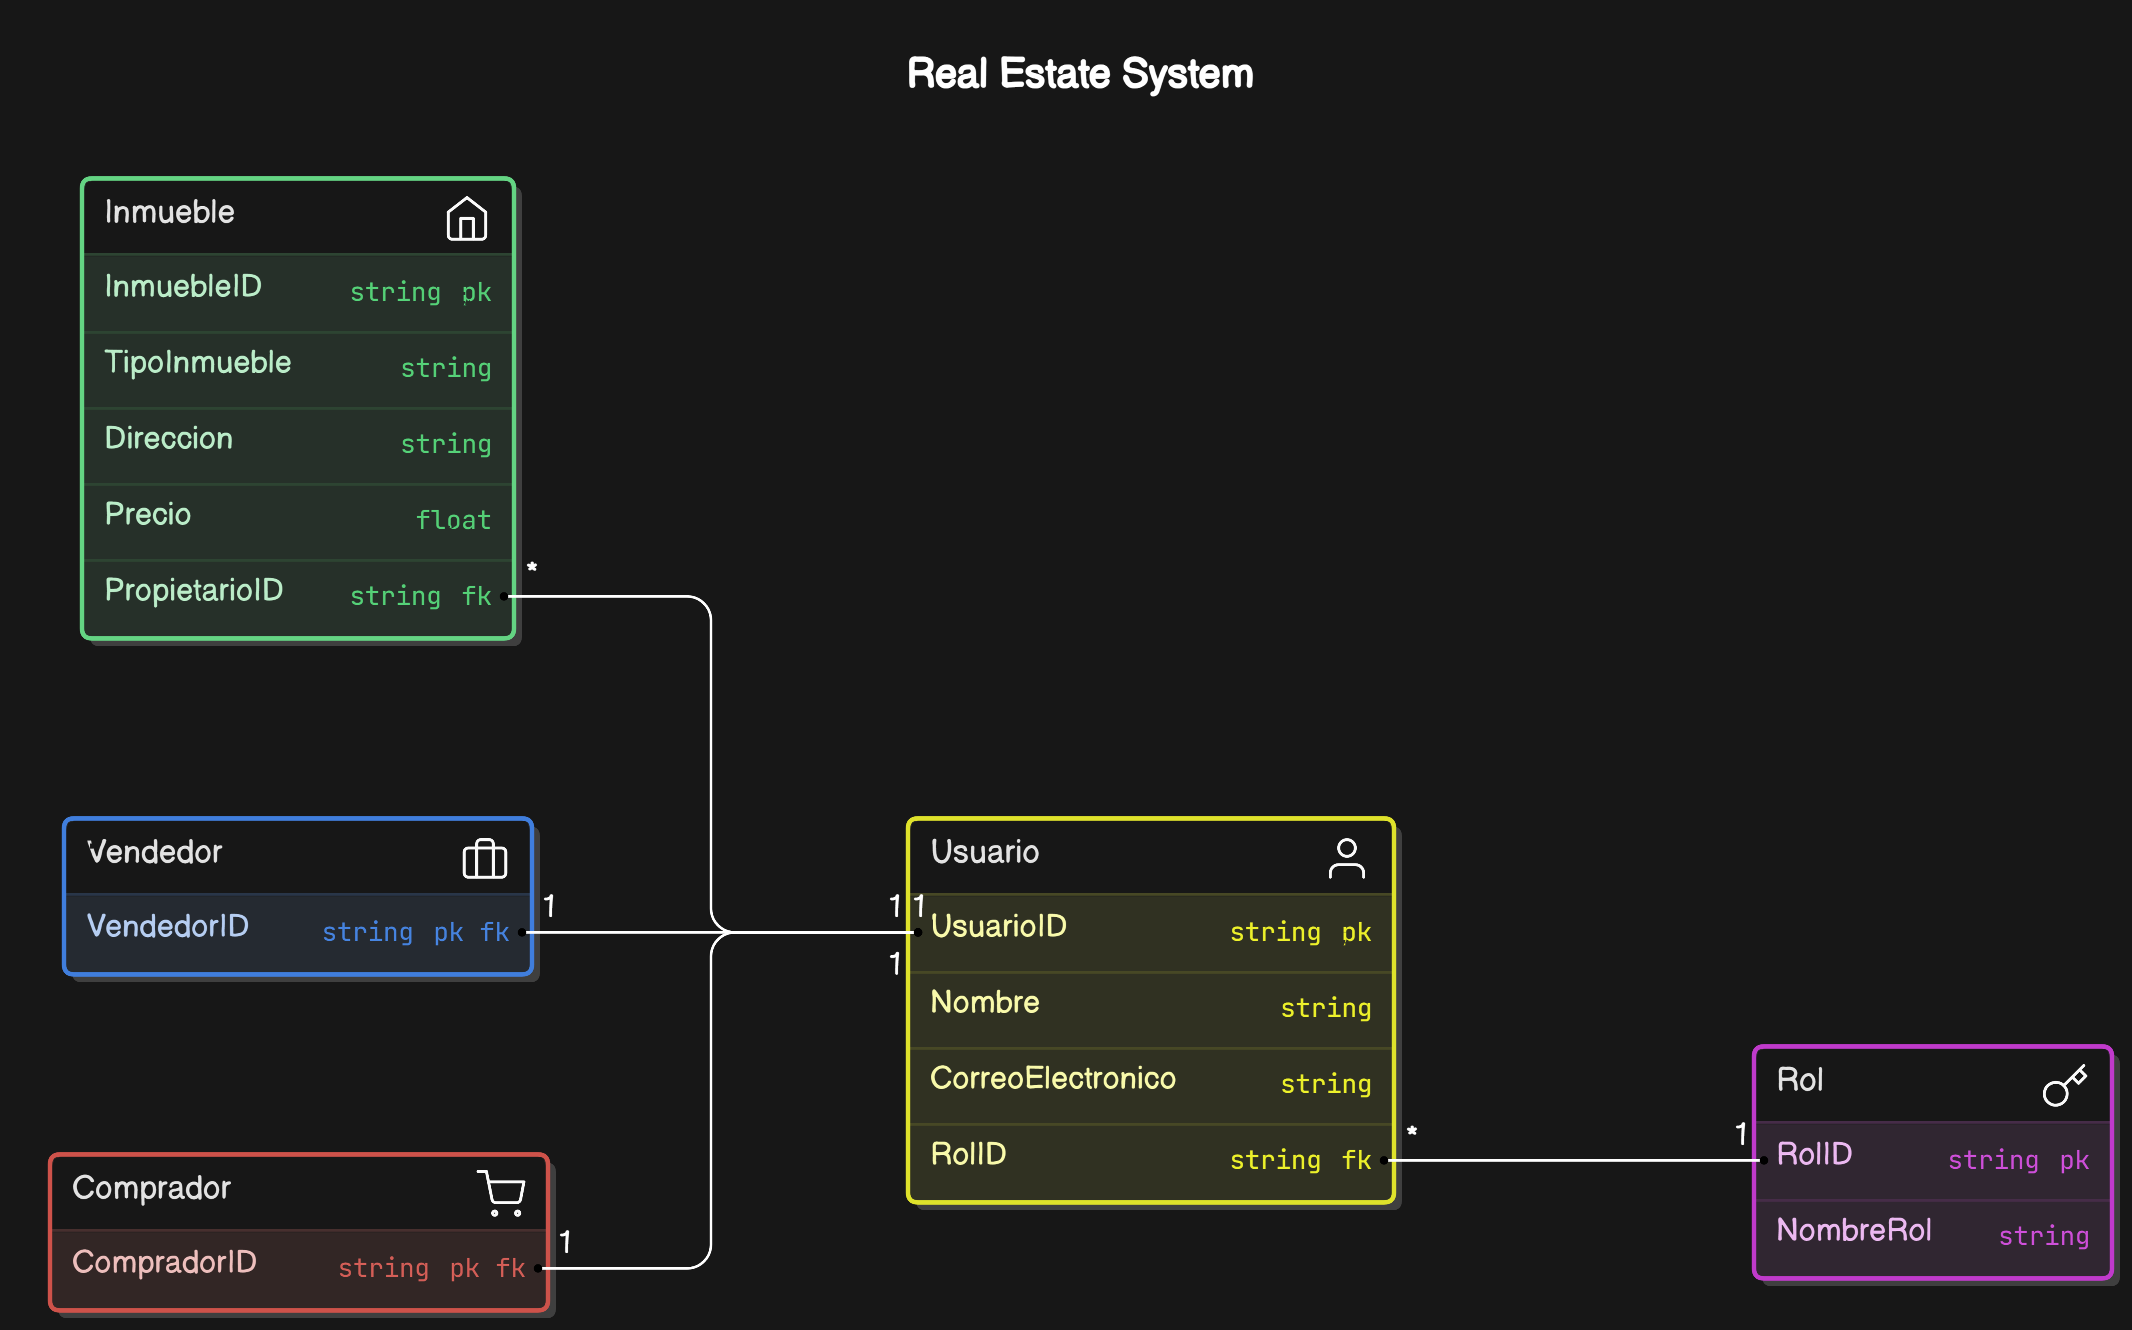 Real Estate System
Inmueble
InmuebleID string pk
TipoInmueble string
Direccion string
Precio float
PropietarioID string fk
*
Vendedor
VendedorID string pk fk
1
1 1
1
Usuario
UsuarioID string pk
Nombre string
CorreoElectronico string
RolID string fk
*
1
Comprador
CompradorID string pk fk
1
Rol
RolID string pk
NombreRol string